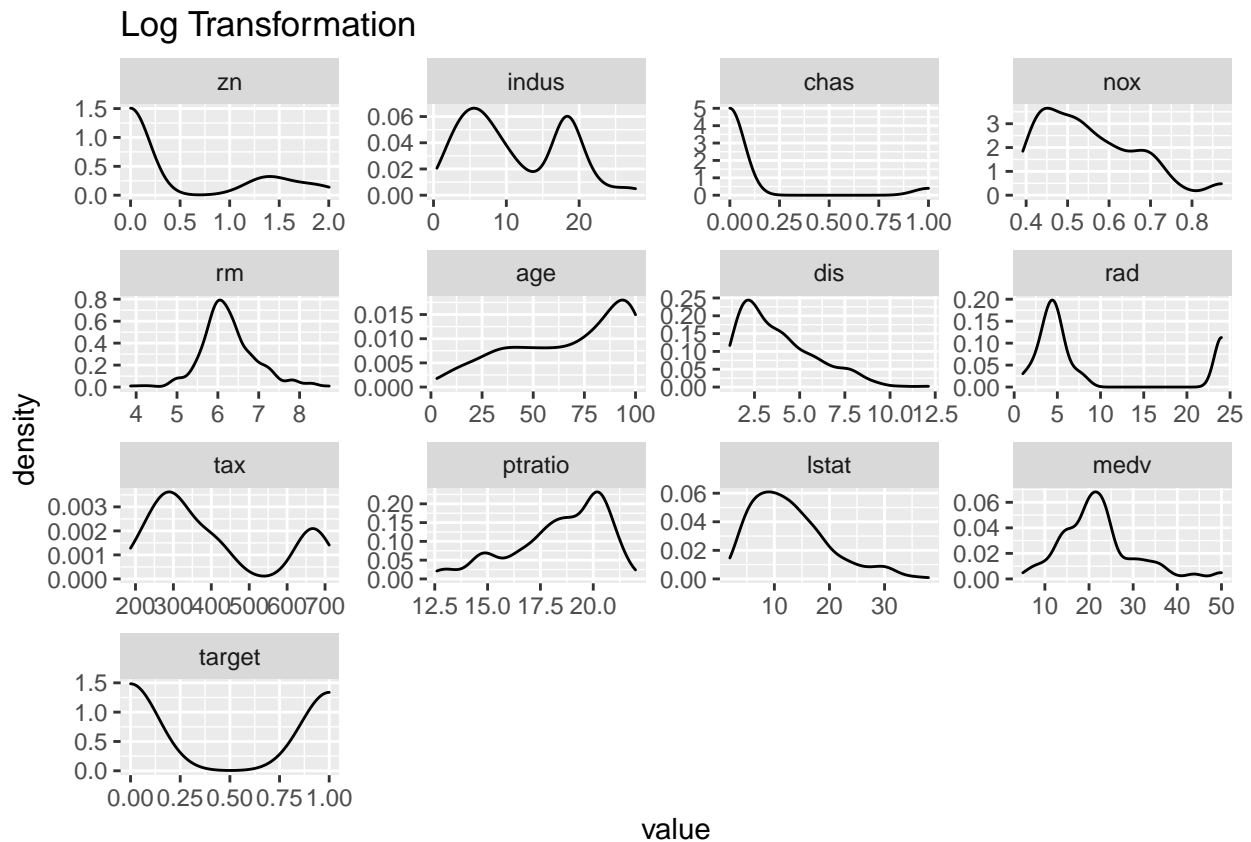 Log Transformation
zn indus chas nox
1.5 1.0 0.5 0.0
0.0 0.5 1.0 1.5 2.0
0.06 0.04 0.02 0.00
0 10 20
5 4 3 2 1 0
0.00 0.25 0.50 0.75 1.00
3 2 1 0
0.4 0.5 0.6 0.7 0.8
rm age dis rad
0.8 0.6 0.4 0.2 0.0
4 5 6 7 8
0.015 0.010 0.005 0.000
0 25 50 75 100
0.25 0.20 0.15 0.10 0.05 0.00
2.5 5.0 7.5 10.0 12.5
0.20 0.15 0.10 0.05 0.00
0 5 10 15 20 25
tax ptratio lstat medv
0.003 0.002 0.001 0.000
200 300 400 500 600 700
0.20 0.15 0.10 0.05 0.00
12.5 15.0 17.5 20.0
0.06 0.04 0.02 0.00
10 20 30
0.06 0.04 0.02 0.00
10 20 30 40 50
target
1.5 1.0 0.5 0.0
0.00 0.25 0.50 0.75 1.00
density
value